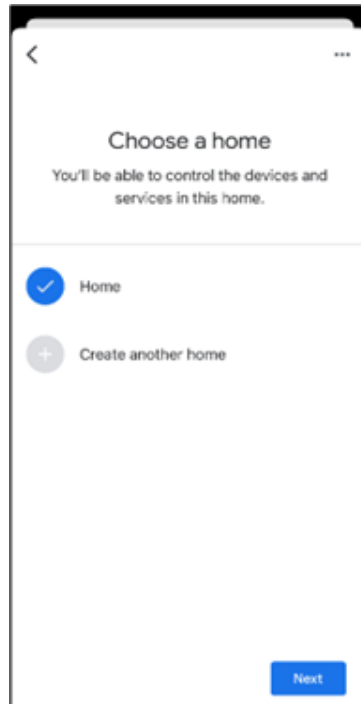 Choose a home
You'll be able to control the devices and
services in this home.
Home
Create another home
Next